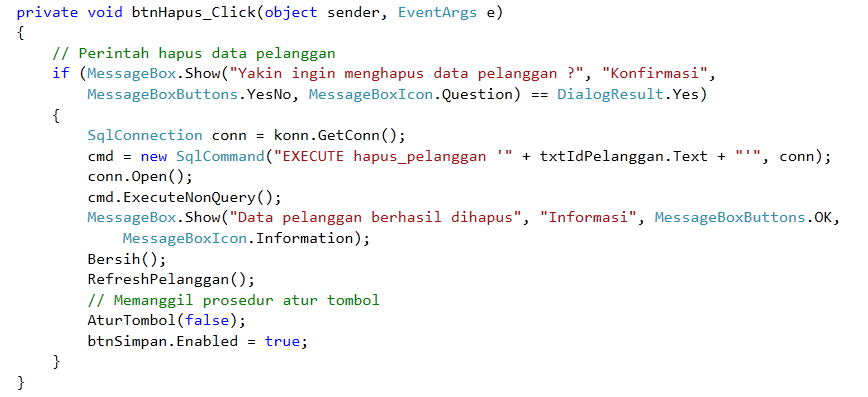 private void btnHapus_Click(object sender, EventArgs e)
{
    // Perintah hapus data pelanggan
    if (MessageBox.Show("Yakin ingin menghapus data pelanggan ?", "Konfirmasi",
        MessageBoxButtons.YesNo, MessageBoxIcon.Question) == DialogResult.Yes)
    {
        SqlConnection conn = konn.GetConn();
        cmd = new SqlCommand("EXECUTE hapus_pelanggan '" + txtIdPelanggan.Text + "'", conn);
        conn.Open();
        cmd.ExecuteNonQuery();
        MessageBox.Show("Data pelanggan berhasil dihapus", "Informasi", MessageBoxButtons.OK,
            MessageBoxIcon.Information);
        Bersih();
        RefreshPelanggan();
        // Memanggil prosedur atur tombol
        AturTombol(false);
        btnSimpan.Enabled = true;
    }
}